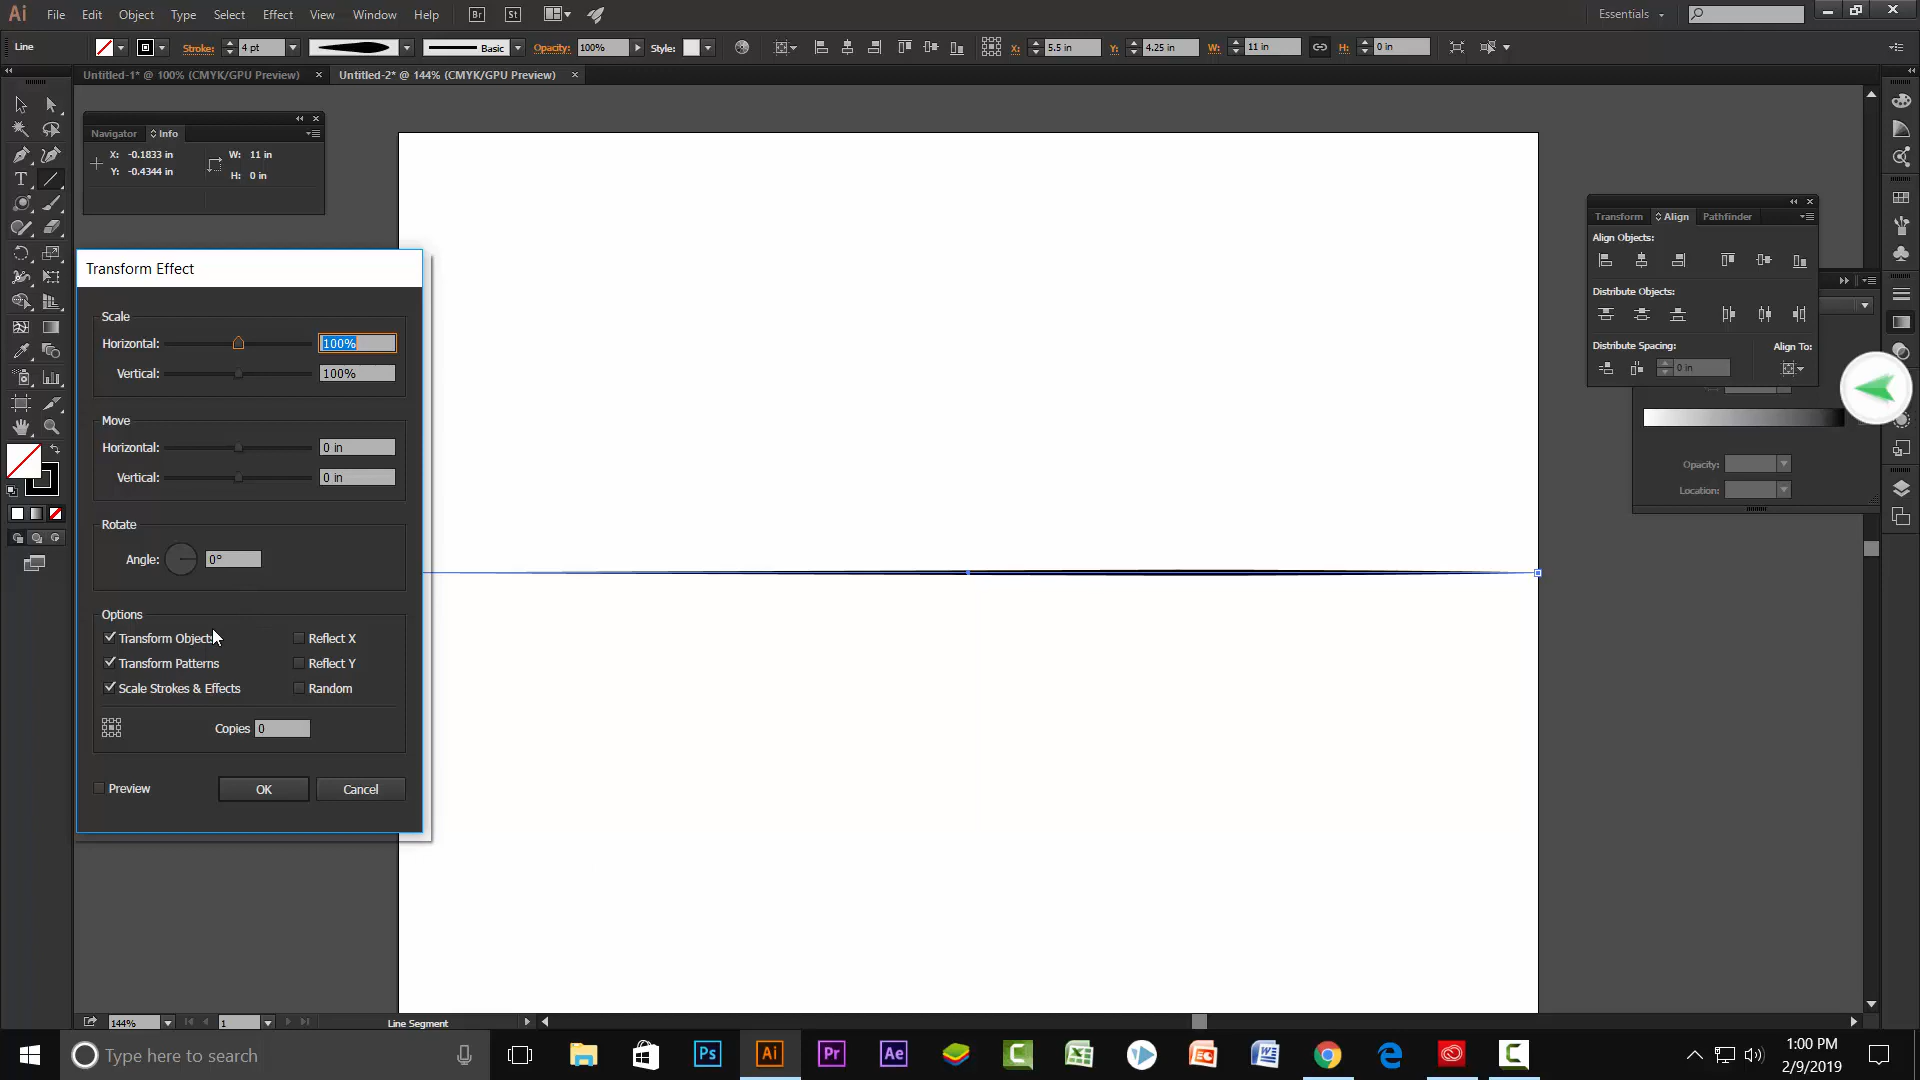 Ai File Edit Object Type Select Effect View Window Help Br St Essentials
Line Stroke: 4 pt Basic Opacity: 100% Style: X: 5.5 in Y: 4.25 in W: 11 in H: 0 in
Untitled-1* @ 100% (CMYK/GPU Preview) × Untitled-2* @ 144% (CMYK/GPU Preview) ×
Navigator Info
X: -0.1833 in W: 11 in
Y: -0.4344 in H: 0 in
Transform Align Pathfinder
Align Objects:
Distribute Objects:
Distribute Spacing: Align To:
0 in
Opacity:
Location:
Transform Effect
Scale
Horizontal: 100%
Vertical: 100%
Move
Horizontal: 0 in
Vertical: 0 in
Rotate
Angle: 0°
Options
Transform Objects Reflect X
Transform Patterns Reflect Y
Scale Strokes & Effects Random
Copies 0
Preview OK Cancel
144% 1 Line Segment
Type here to search Ps Ai Pr Ae 1:00 PM
2/9/2019